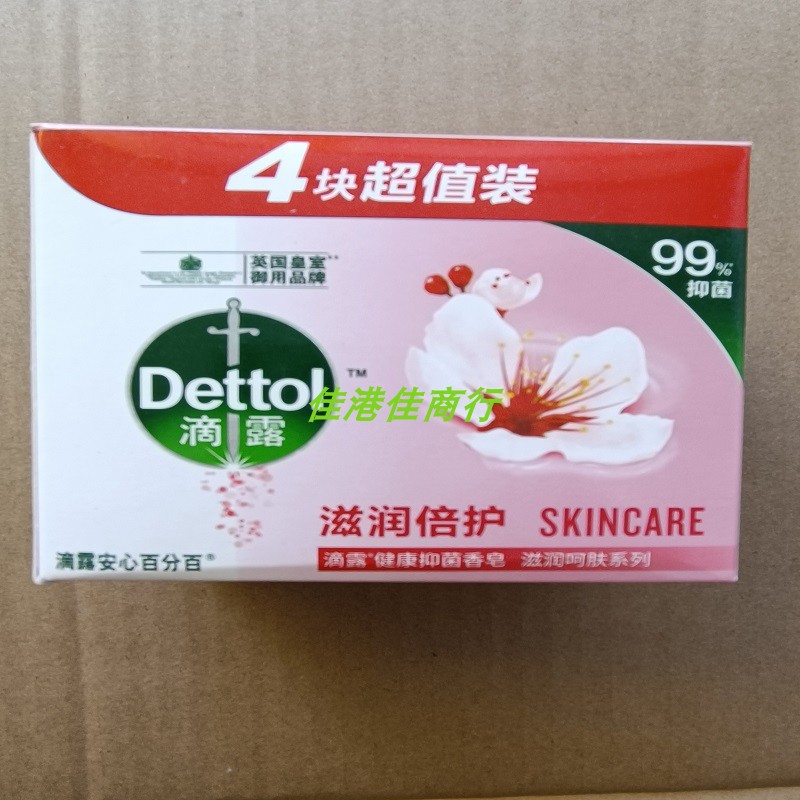 4块超值装
英国皇室**
御用品牌
99%*
抑菌
Dettol™
滴露
佳港佳商行
滋润倍护 SKINCARE
滴露®健康抑菌香皂 滋润呵肤系列
滴露安心百分百®